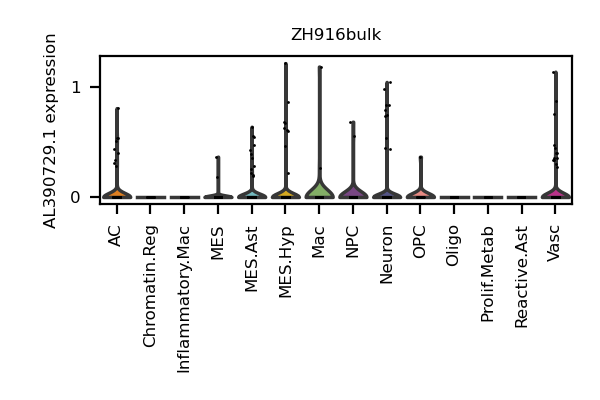 ZH916bulk
AL390729.1 expression
1
0
AC
Chromatin.Reg
Inflammatory.Mac
MES
MES.Ast
MES.Hyp
Mac
NPC
Neuron
OPC
Oligo
Prolif.Metab
Reactive.Ast
Vasc